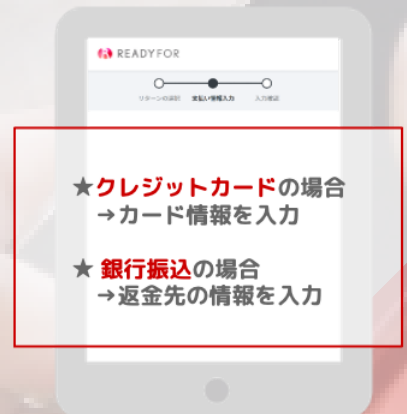 READYFOR
リターンの選択 支払い情報入力 入力確認
★クレジットカードの場合
→カード情報を入力
★ 銀行振込の場合
→返金先の情報を入力